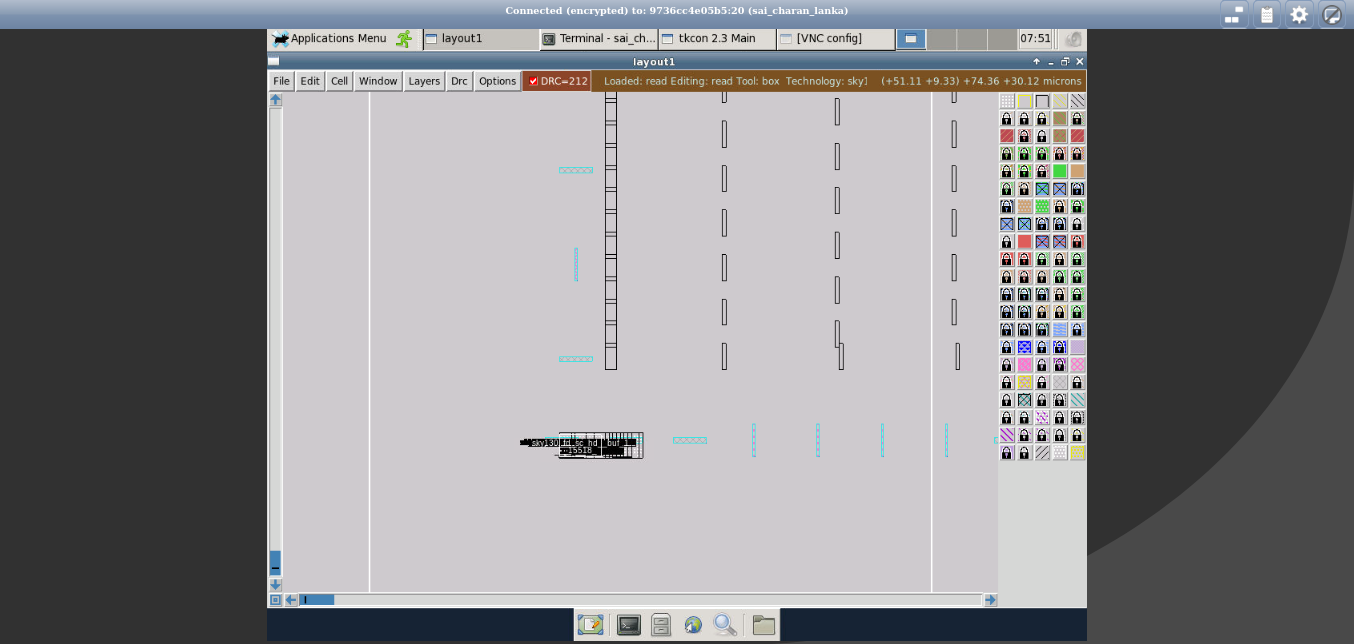 Connected (encrypted) to: 9736cc4e05b5:20 (sai_charan_lanka)
Applications Menu
layout1
Terminal - sai_ch...
tkcon 2.3 Main
[VNC config]
07:51
layout1
File Edit Cell Window Layers Drc Options
DRC=212
Loaded: read Editing: read Tool: box Technology: sky1
(+51.11 +9.33) +74.36 +30.12 microns
sky130_fd_sc_hd__buf_1
15518